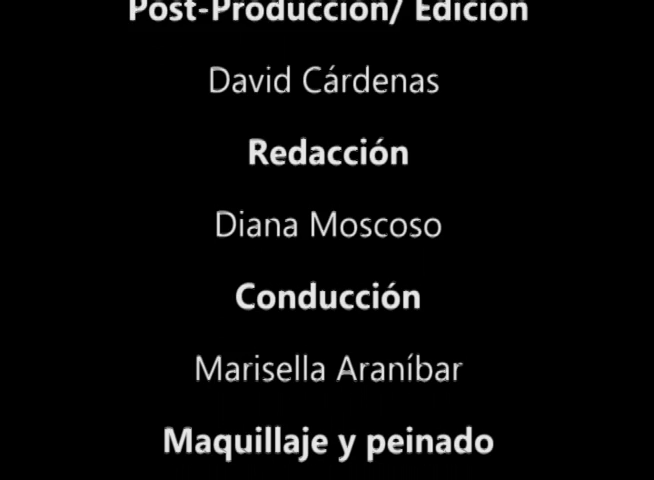 Post-Producción/ Edición
David Cárdenas
Redacción
Diana Moscoso
Conducción
Marisella Araníbar
Maquillaje y peinado